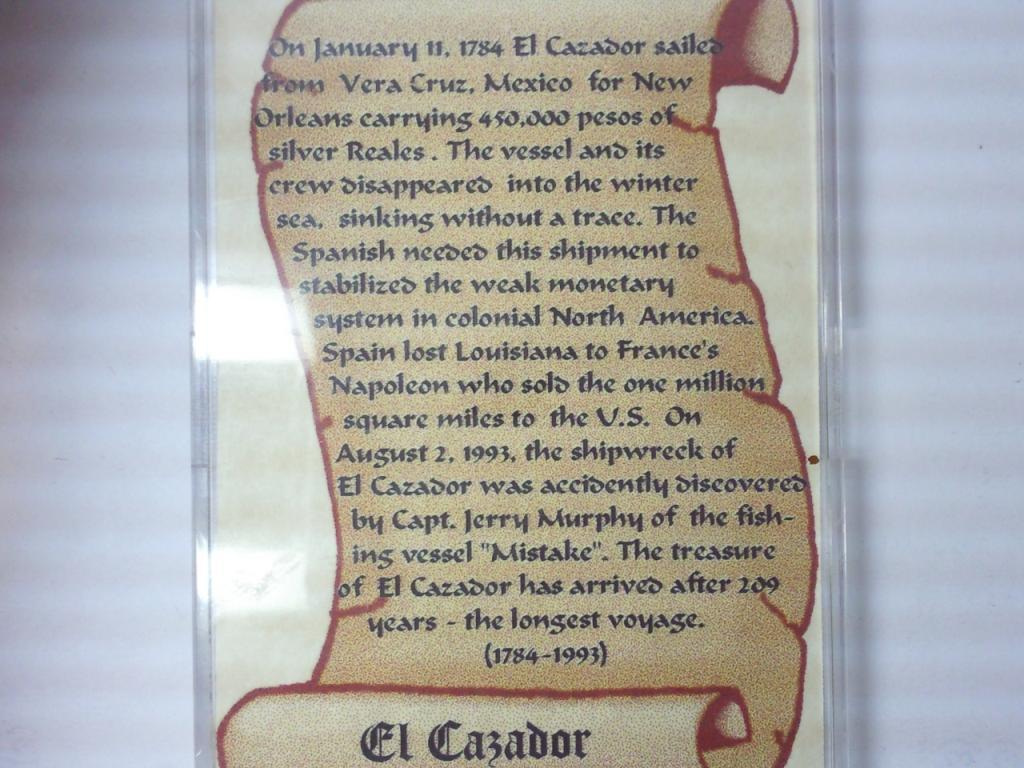 On January 11, 1784 El Cazador sailed
from Vera Cruz, Mexico for New
Orleans carrying 450,000 pesos of
silver Reales . The vessel and its
crew disappeared into the winter
sea, sinking without a trace. The
Spanish needed this shipment to
stabilized the weak monetary
system in colonial North America.
Spain lost Louisiana to France's
Napoleon who sold the one million
square miles to the U.S. On
August 2, 1993, the shipwreck of
El Cazador was accidently discovered
by Capt. Jerry Murphy of the fish-
ing vessel "Mistake". The treasure
of El Cazador has arrived after 209
years - the longest voyage.
(1784-1993)
El Cazador